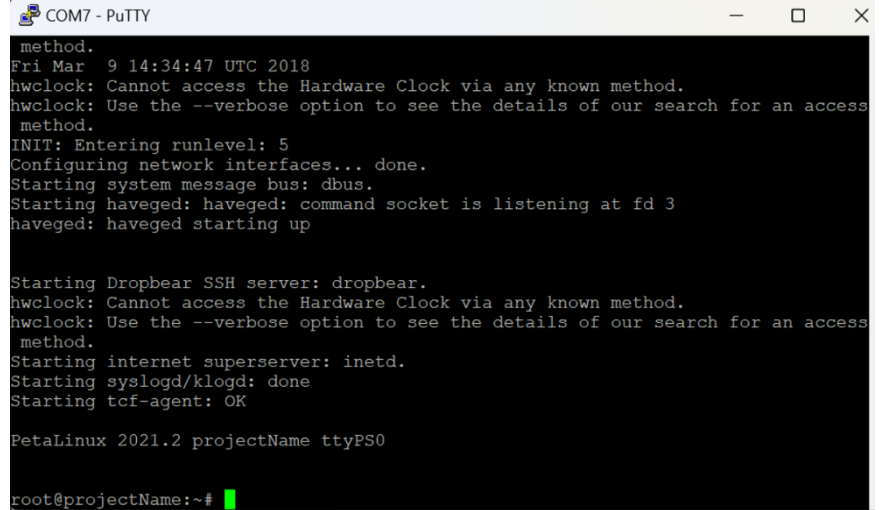 COM7 - PuTTY
 method.
Fri Mar  9 14:34:47 UTC 2018
hwclock: Cannot access the Hardware Clock via any known method.
hwclock: Use the --verbose option to see the details of our search for an access
 method.
INIT: Entering runlevel: 5
Configuring network interfaces... done.
Starting system message bus: dbus.
Starting haveged: haveged: command socket is listening at fd 3
haveged: haveged starting up
Starting Dropbear SSH server: dropbear.
hwclock: Cannot access the Hardware Clock via any known method.
hwclock: Use the --verbose option to see the details of our search for an access
 method.
Starting internet superserver: inetd.
Starting syslogd/klogd: done
Starting tcf-agent: OK
PetaLinux 2021.2 projectName ttyPS0
root@projectName:~#